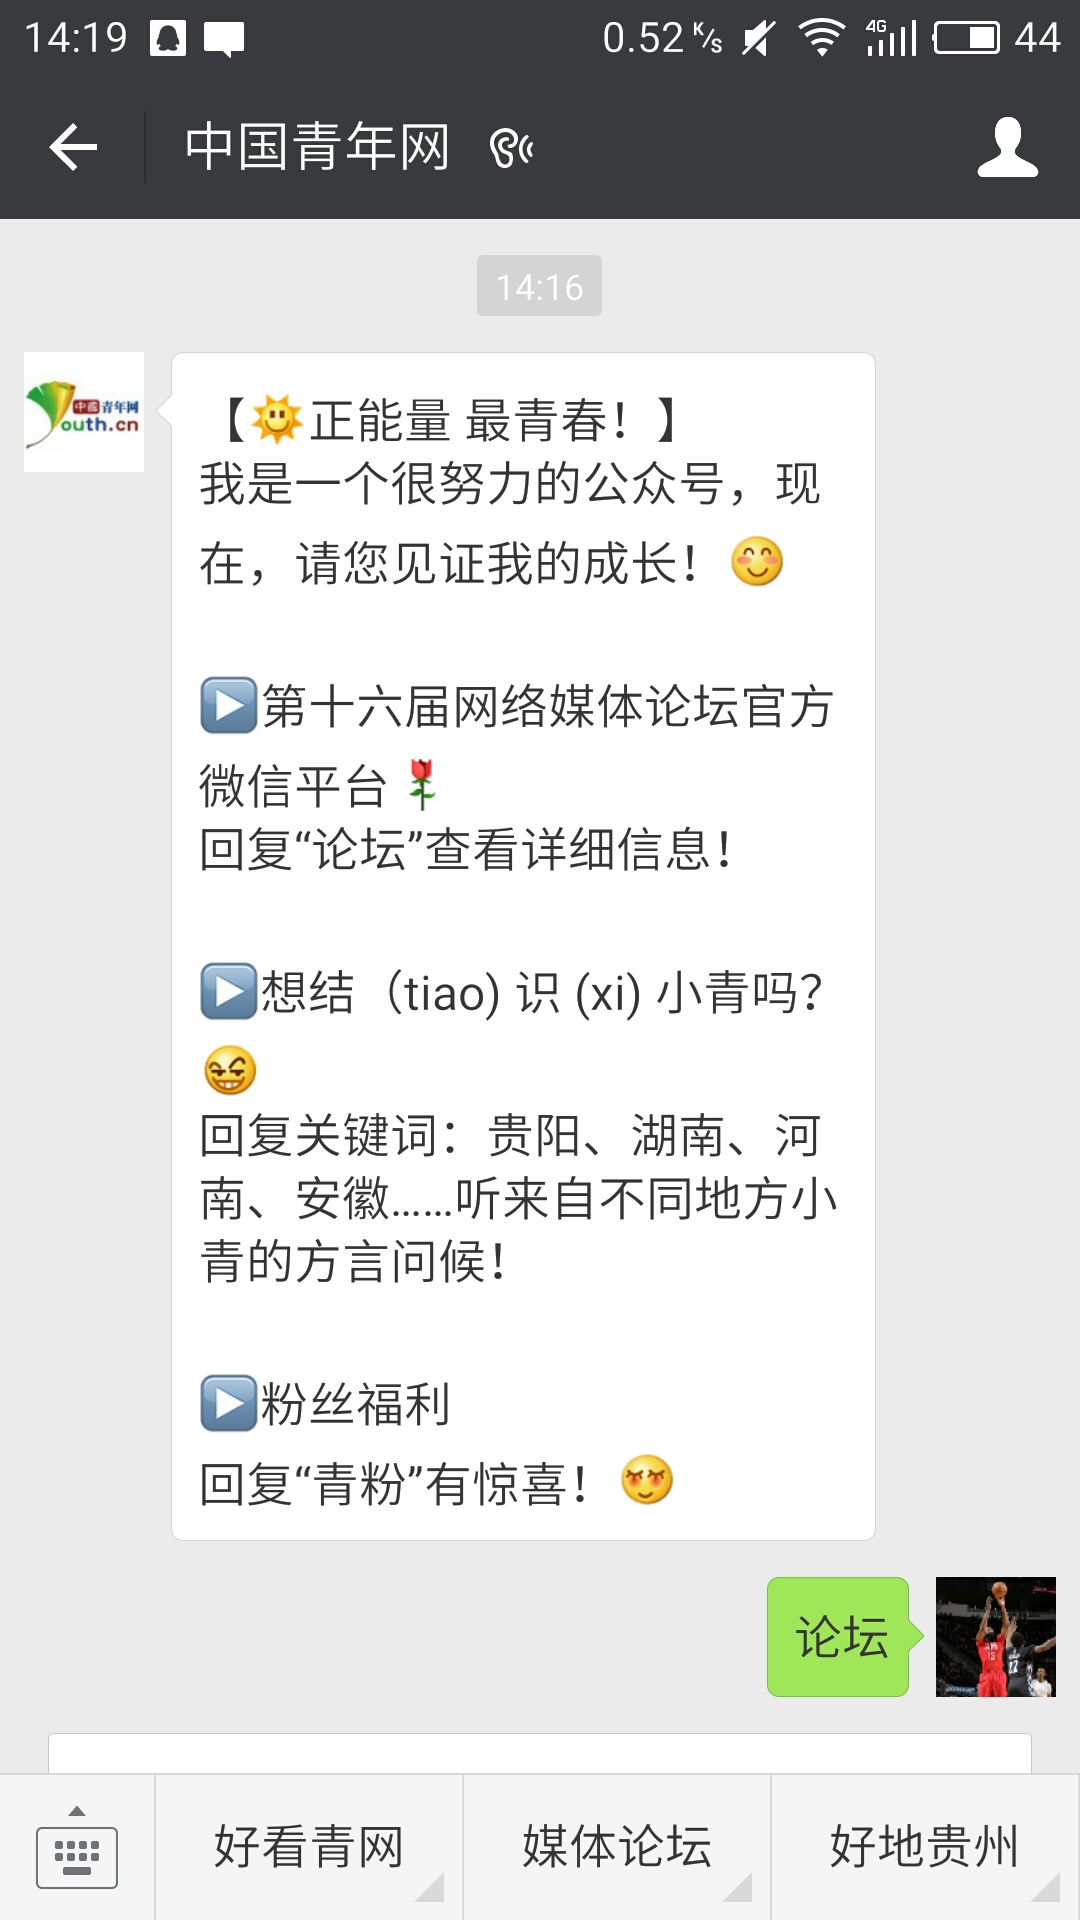 14:19
0.52 K/s
4G
44
中国青年网
14:16
中國青年网
outh.cn
【正能量 最青春！】
我是一个很努力的公众号，现
在，请您见证我的成长！
第十六届网络媒体论坛官方
微信平台
回复“论坛”查看详细信息！
想结（tiao) 识 (xi) 小青吗？
回复关键词：贵阳、湖南、河
南、安徽……听来自不同地方小
青的方言问候！
粉丝福利
回复“青粉”有惊喜！
论坛
好看青网
媒体论坛
好地贵州